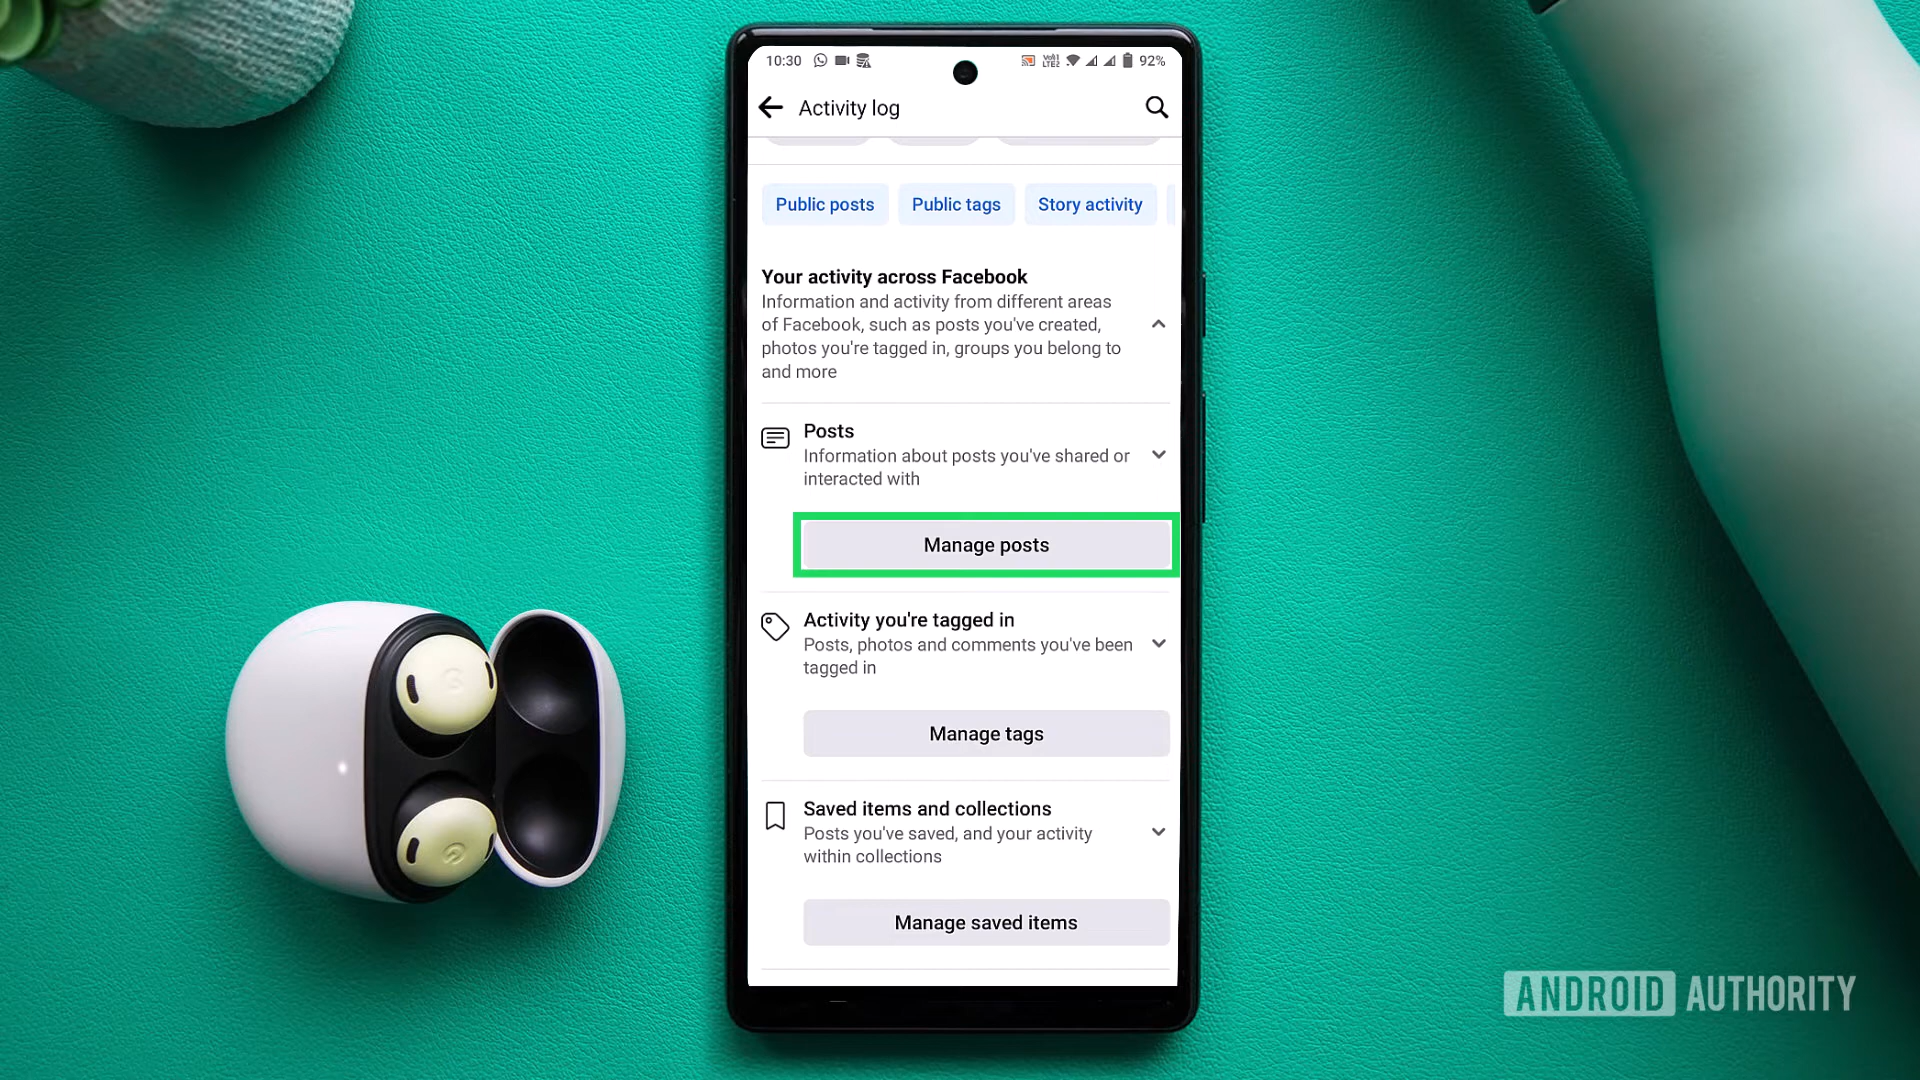 10:30
Vo)) LTE2
92%
Activity log
Public posts
Public tags
Story activity
Your activity across Facebook
Information and activity from different areas
of Facebook, such as posts you've created,
photos you're tagged in, groups you belong to
and more
Posts
Information about posts you've shared or
interacted with
Manage posts
Activity you're tagged in
Posts, photos and comments you've been
tagged in
Manage tags
Saved items and collections
Posts you've saved, and your activity
within collections
Manage saved items
ANDROID AUTHORITY